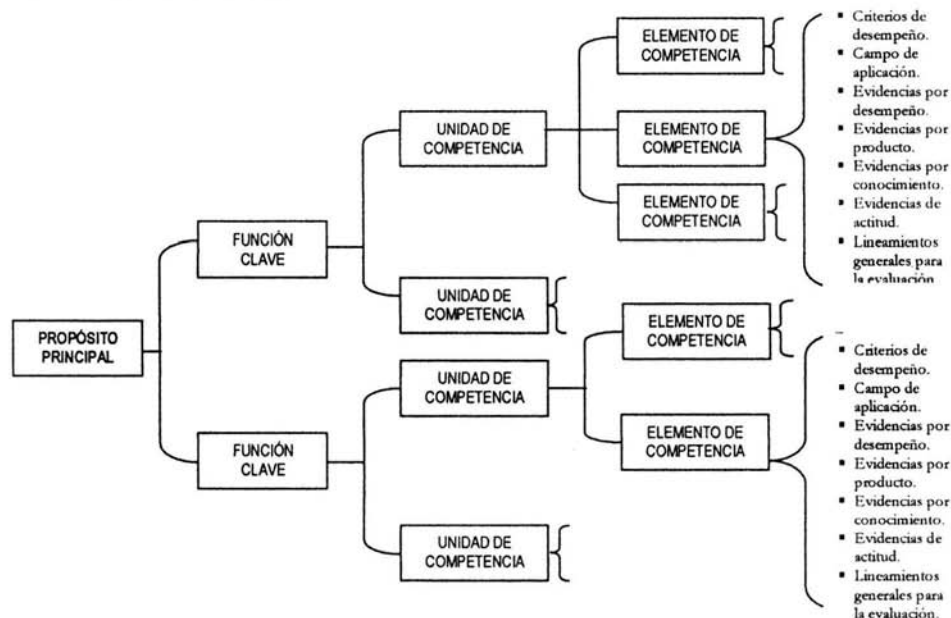 PROPÓSITO
PRINCIPAL
FUNCIÓN
CLAVE
UNIDAD DE
COMPETENCIA
ELEMENTO DE
COMPETENCIA
ELEMENTO DE
COMPETENCIA
▪ Criterios de
desempeño.
▪ Campo de
aplicación.
▪ Evidencias por
desempeño.
▪ Evidencias por
producto.
▪ Evidencias por
conocimiento.
▪ Evidencias de
actitud.
▪ Lineamientos
generales para
la evaluación
ELEMENTO DE
COMPETENCIA
UNIDAD DE
COMPETENCIA
FUNCIÓN
CLAVE
UNIDAD DE
COMPETENCIA
ELEMENTO DE
COMPETENCIA
ELEMENTO DE
COMPETENCIA
▪ Criterios de
desempeño.
▪ Campo de
aplicación.
▪ Evidencias por
desempeño.
▪ Evidencias por
producto.
▪ Evidencias por
conocimiento.
▪ Evidencias de
actitud.
▪ Lineamientos
generales para
la evaluación.
UNIDAD DE
COMPETENCIA